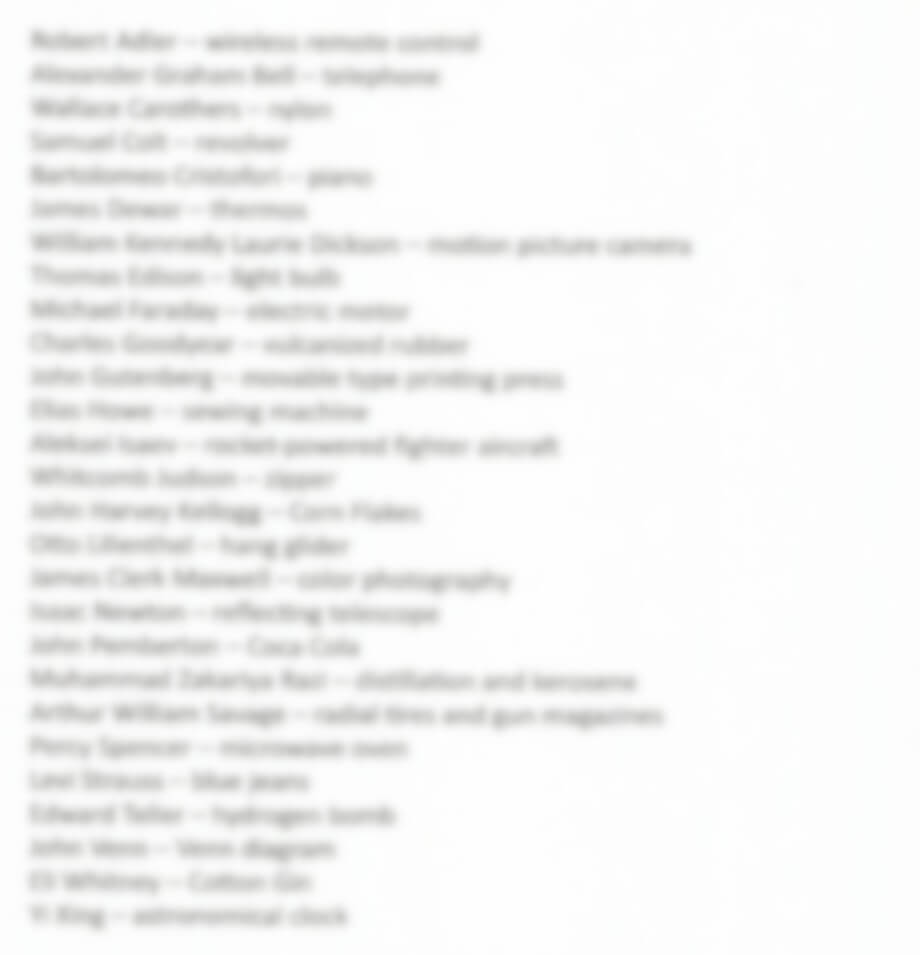 Robert Adler – wireless remote control
Alexander Graham Bell – telephone
Wallace Carothers – nylon
Samuel Colt – revolver
Bartolomeo Cristofori – piano
James Dewar – thermos
William Kennedy Laurie Dickson – motion picture camera
Thomas Edison – light bulb
Michael Faraday – electric motor
Charles Goodyear – vulcanized rubber
John Gutenberg – movable type printing press
Elias Howe – sewing machine
Aleksei Isaev – rocket-powered fighter aircraft
Whitcomb Judson – zipper
John Harvey Kellogg – Corn Flakes
Otto Lilienthel – hang glider
James Clerk Maxwell – color photography
Isaac Newton – reflecting telescope
John Pemberton – Coca Cola
Muhammad Zakariya Razi – distillation and kerosene
Arthur William Savage – radial tires and gun magazines
Percy Spencer – microwave oven
Levi Strauss – blue jeans
Edward Teller – hydrogen bomb
John Venn – Venn diagram
Eli Whitney – Cotton Gin
Yi Xing – astronomical clock